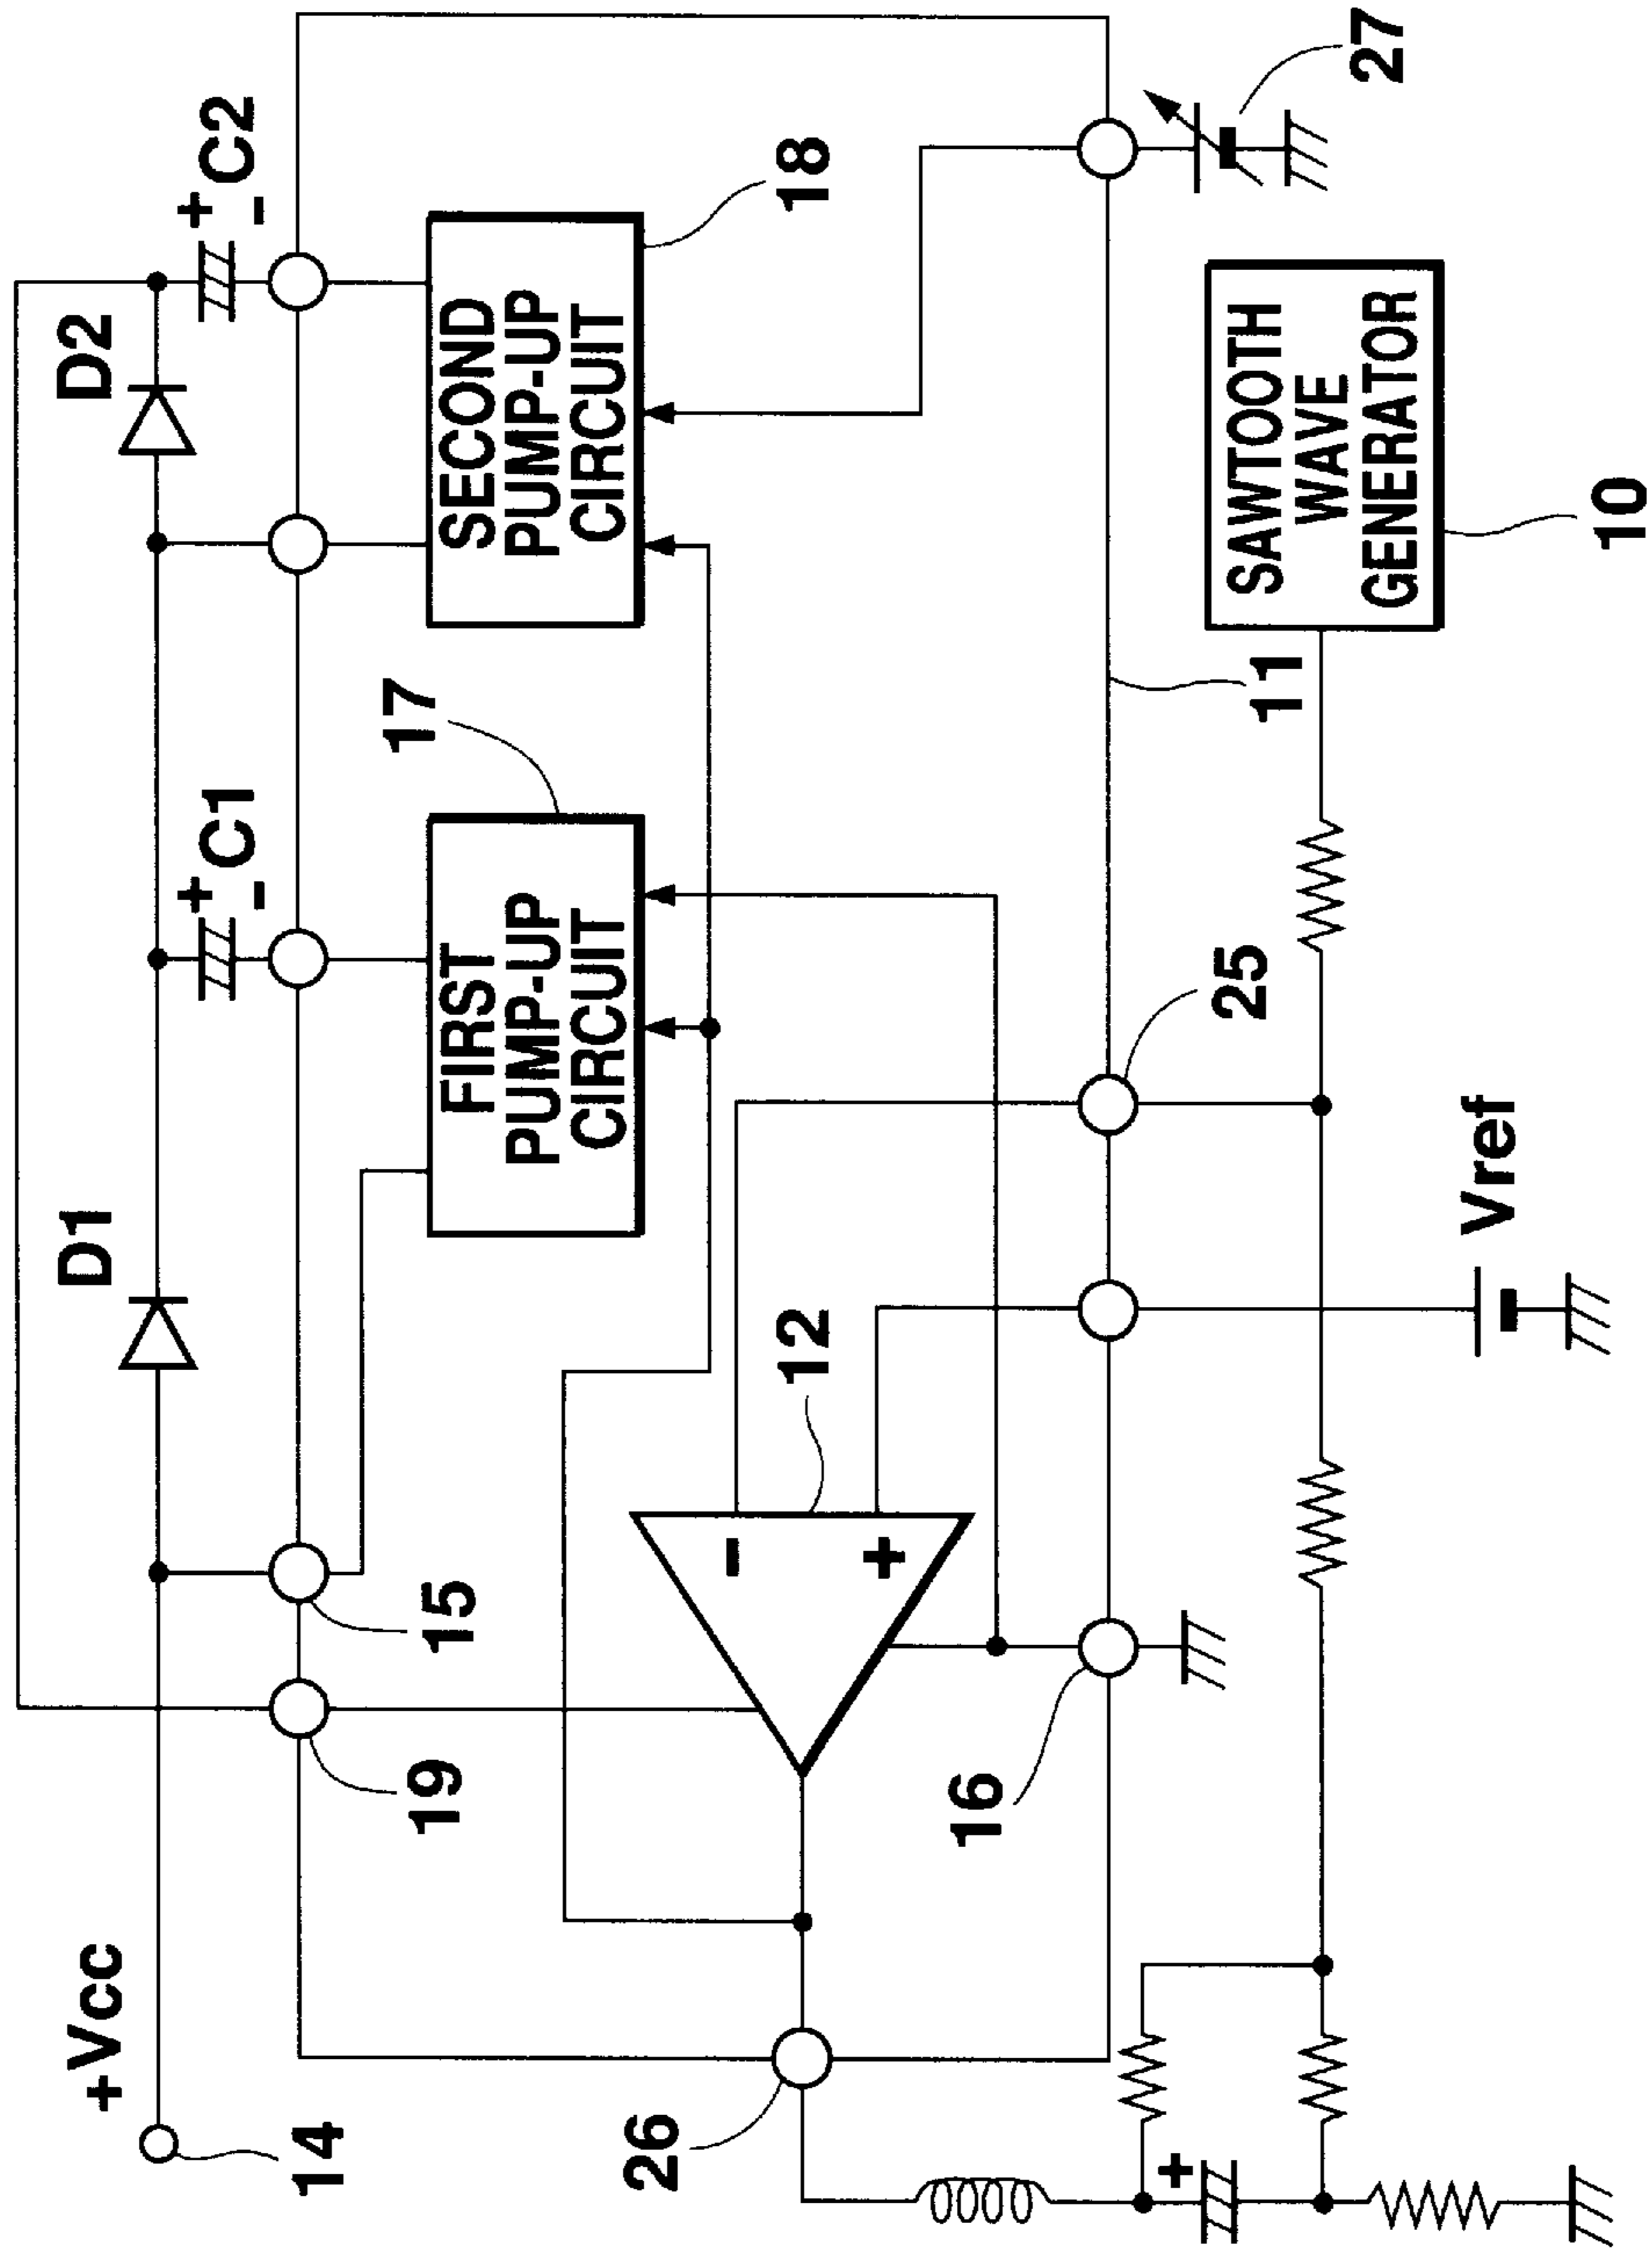 +Vcc
14
D1
D2
+
-
C1
+
-
C2
15
19
17
FIRST
PUMP-UP
CIRCUIT
SECOND
PUMP-UP
CIRCUIT
18
12
-
+
26
16
25
11
27
+
Vref
SAWTOOTH
WAVE
GENERATOR
10